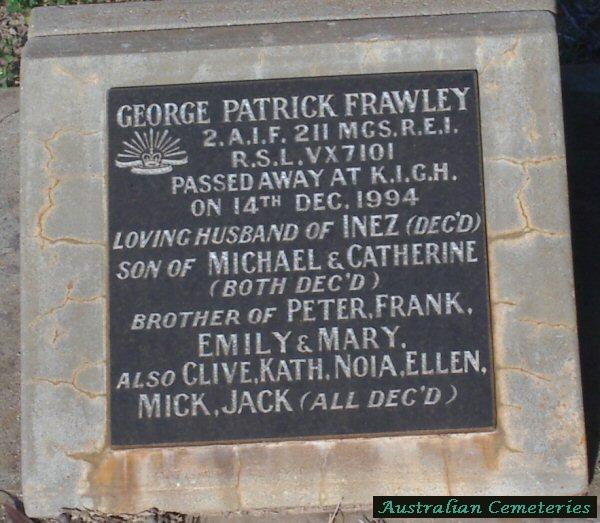 GEORGE PATRICK FRAWLEY
2.A.I.F. 211 MGS.R.E.I.
R.S.L. VX7101
PASSED AWAY AT K.I.G.H.
ON 14TH DEC. 1994
LOVING HUSBAND OF INEZ (DEC'D)
SON OF MICHAEL & CATHERINE
(BOTH DEC'D)
BROTHER OF PETER, FRANK,
EMILY & MARY.
ALSO CLIVE, KATH, NOIA, ELLEN,
MICK, JACK (ALL DEC'D)
Australian Cemeteries